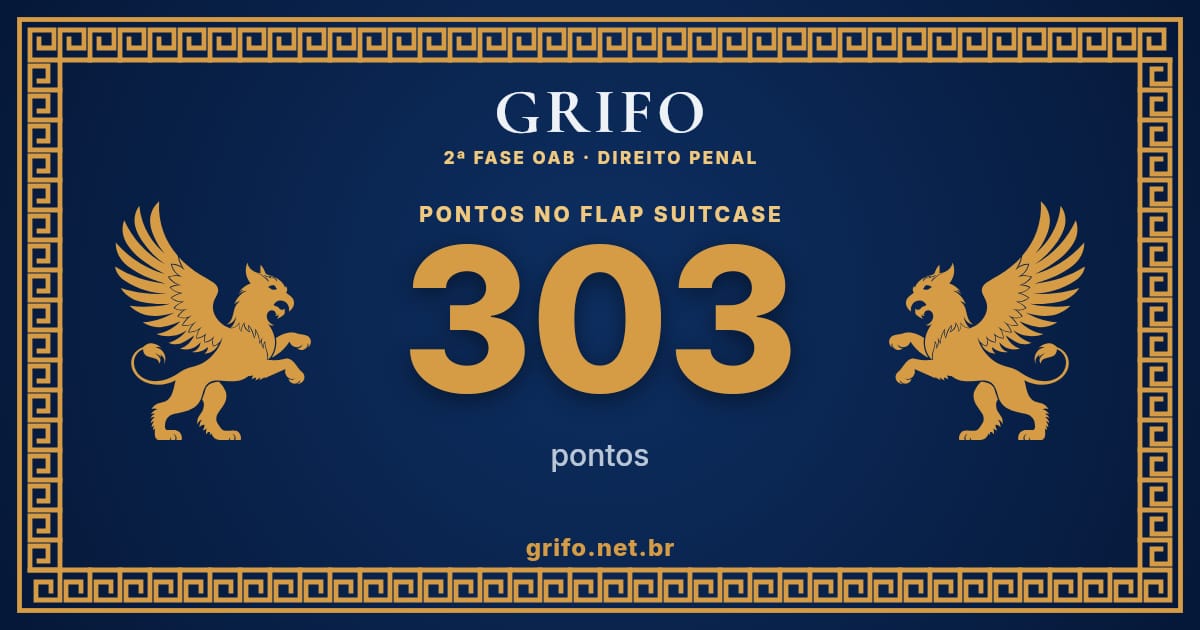 GRIFO
2ª FASE OAB · DIREITO PENAL
PONTOS NO FLAP SUITCASE
303
pontos
grifo.net.br